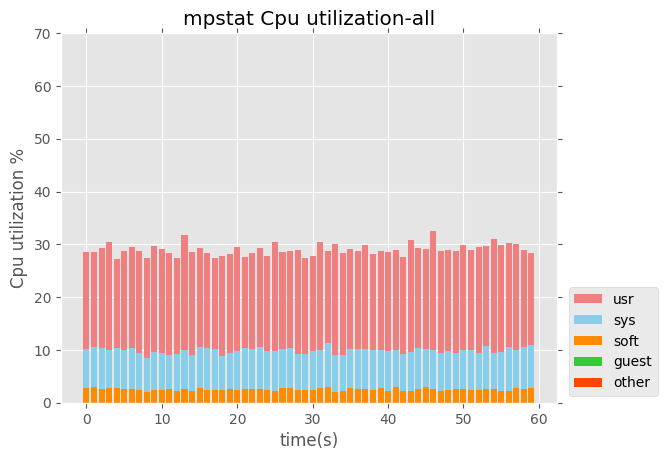 mpstat Cpu utilization-all
70
60
50
40
30
20
10
0
Cpu utilization %
0
10
20
30
40
50
60
time(s)
usr
sys
soft
guest
other